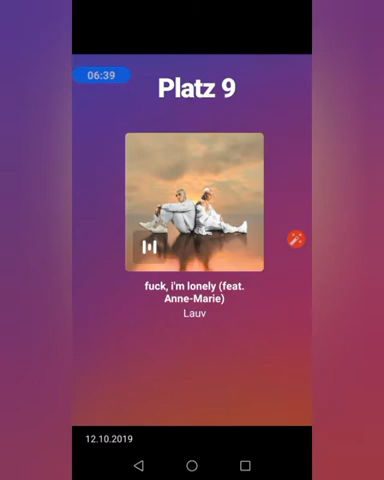 06:39
Platz 9
fuck, i'm lonely (feat.
Anne-Marie)
Lauv
12.10.2019